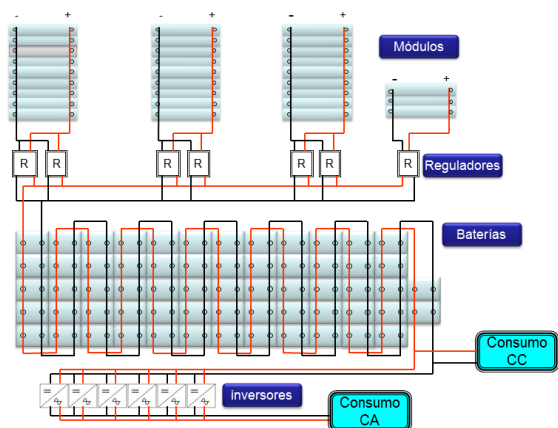 - + - + - +
Módulos
- +
R R R R R R R
Reguladores
Baterías
Consumo
CC
inversores
Consumo
CA